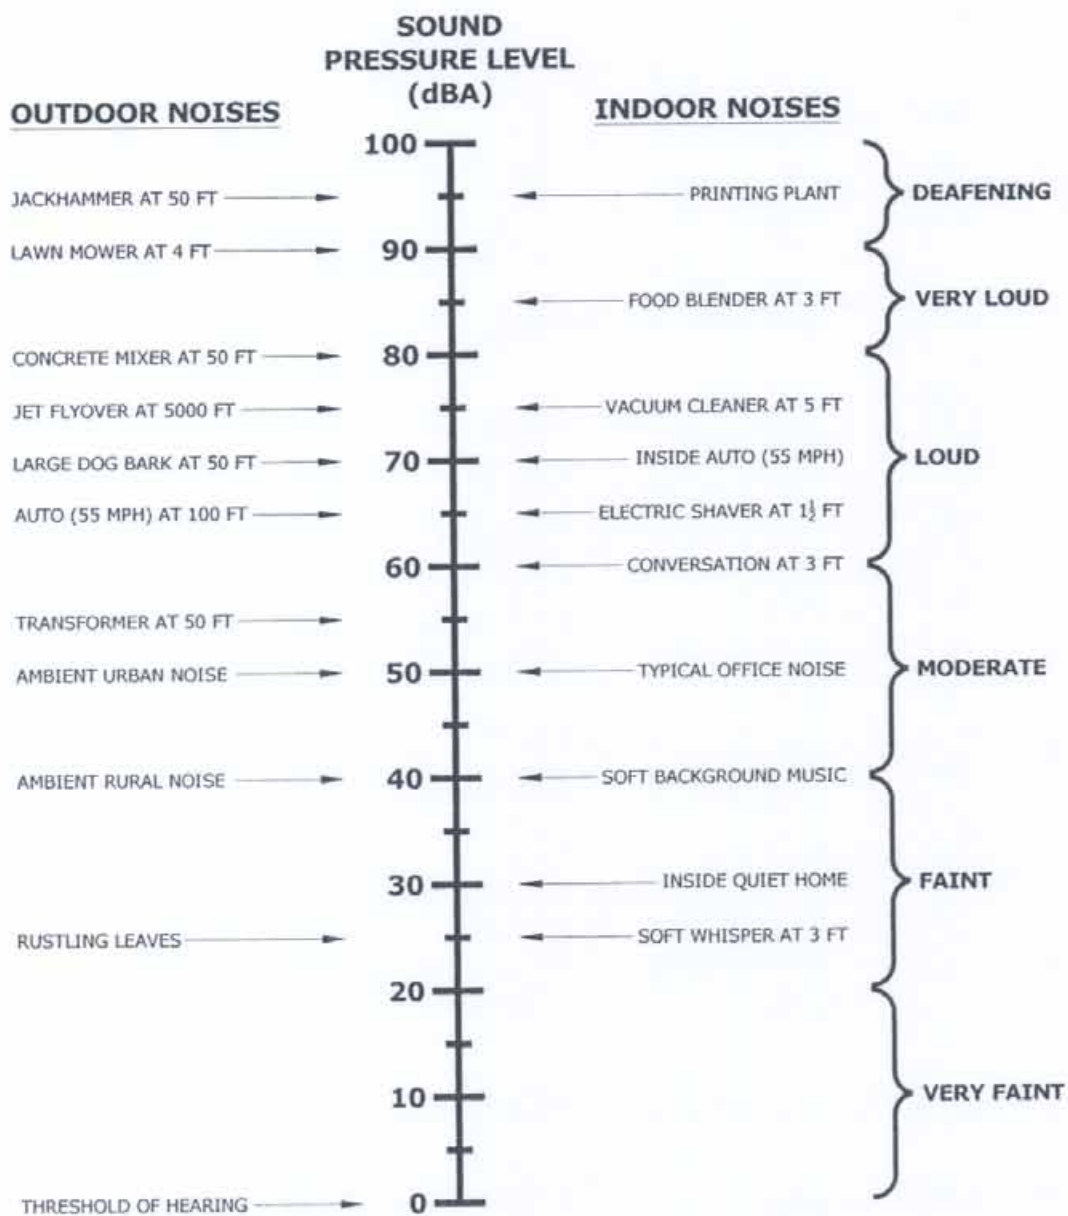 SOUND
PRESSURE LEVEL
(dBA)
OUTDOOR NOISES
INDOOR NOISES
100
JACKHAMMER AT 50 FT
PRINTING PLANT
DEAFENING
LAWN MOWER AT 4 FT
90
FOOD BLENDER AT 3 FT
VERY LOUD
CONCRETE MIXER AT 50 FT
80
JET FLYOVER AT 5000 FT
VACUUM CLEANER AT 5 FT
LARGE DOG BARK AT 50 FT
70
INSIDE AUTO (55 MPH)
LOUD
AUTO (55 MPH) AT 100 FT
ELECTRIC SHAVER AT 1½ FT
60
CONVERSATION AT 3 FT
TRANSFORMER AT 50 FT
AMBIENT URBAN NOISE
50
TYPICAL OFFICE NOISE
MODERATE
AMBIENT RURAL NOISE
40
SOFT BACKGROUND MUSIC
30
INSIDE QUIET HOME
FAINT
RUSTLING LEAVES
SOFT WHISPER AT 3 FT
20
10
VERY FAINT
THRESHOLD OF HEARING
0